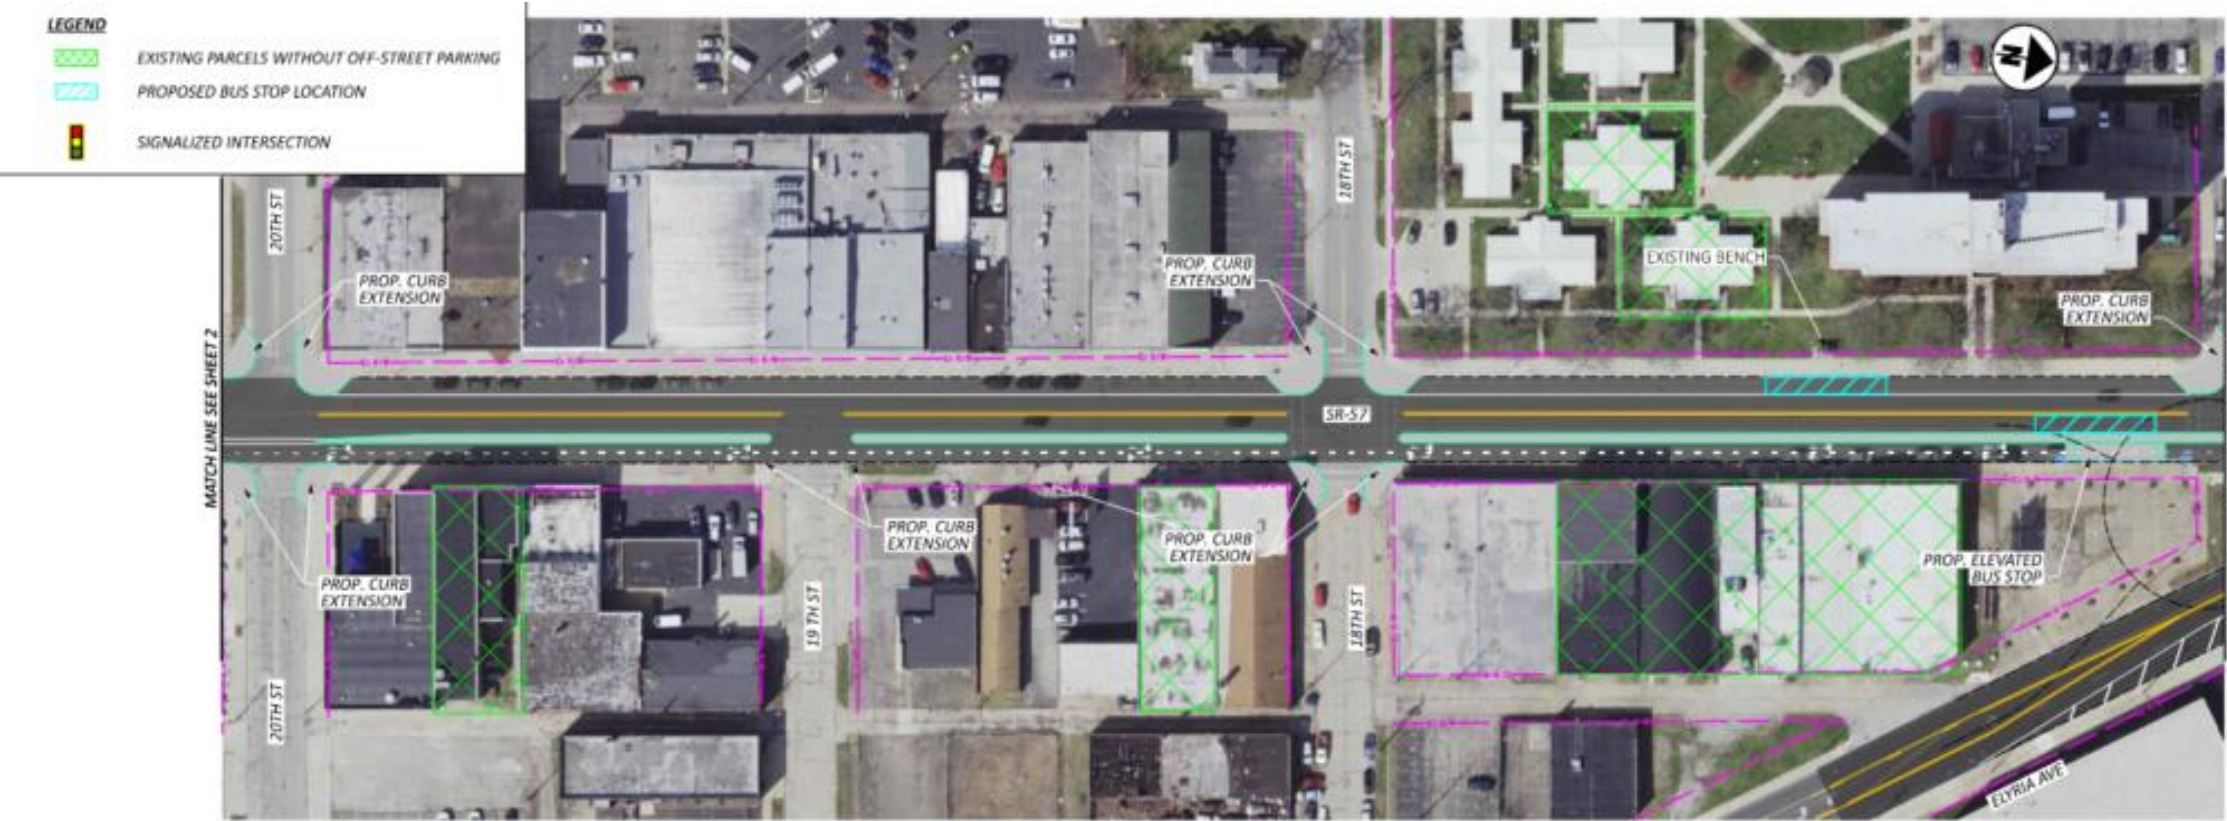 LEGEND
EXISTING PARCELS WITHOUT OFF-STREET PARKING
PROPOSED BUS STOP LOCATION
SIGNALIZED INTERSECTION
N
20TH ST
18TH ST
PROP. CURB
EXTENSION
PROP. CURB
EXTENSION
EXISTING BENCH
PROP. CURB
EXTENSION
MATCH LINE SEE SHEET 2
SR-57
PROP. CURB
EXTENSION
PROP. CURB
EXTENSION
PROP. CURB
EXTENSION
PROP. ELEVATED
BUS STOP
20TH ST
19TH ST
18TH ST
ELYRIA AVE